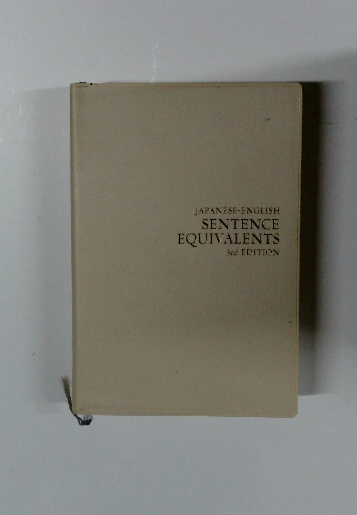 JAPANESE-ENGLISH
SENTENCE
EQUIVALENTS
3rd EDITION